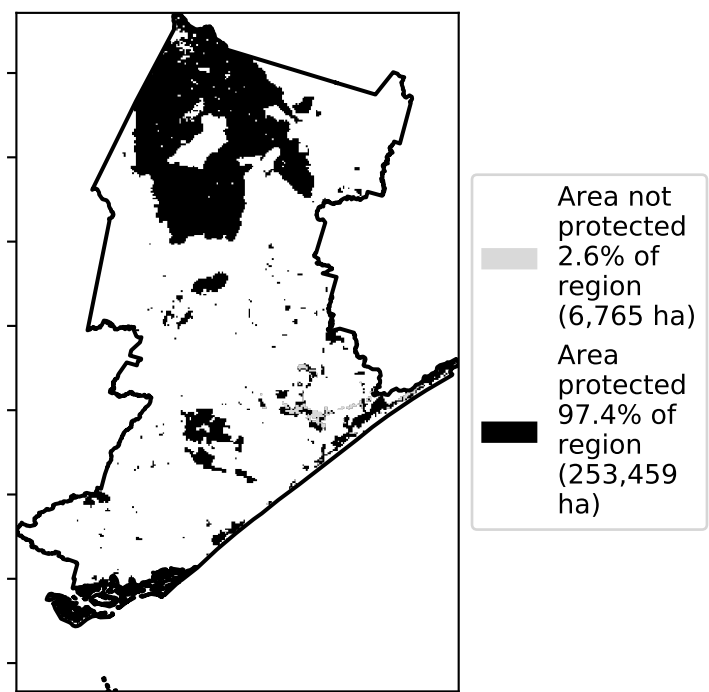 Area not
protected
2.6% of
region
(6,765 ha)
Area
protected
97.4% of
region
(253,459
ha)